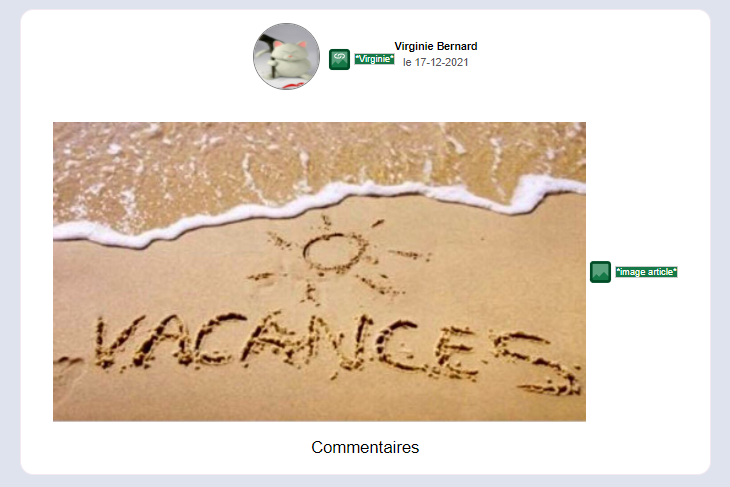 Virginie Bernard
*Virginie*
le 17-12-2021
*image article*
VACANCES
Commentaires